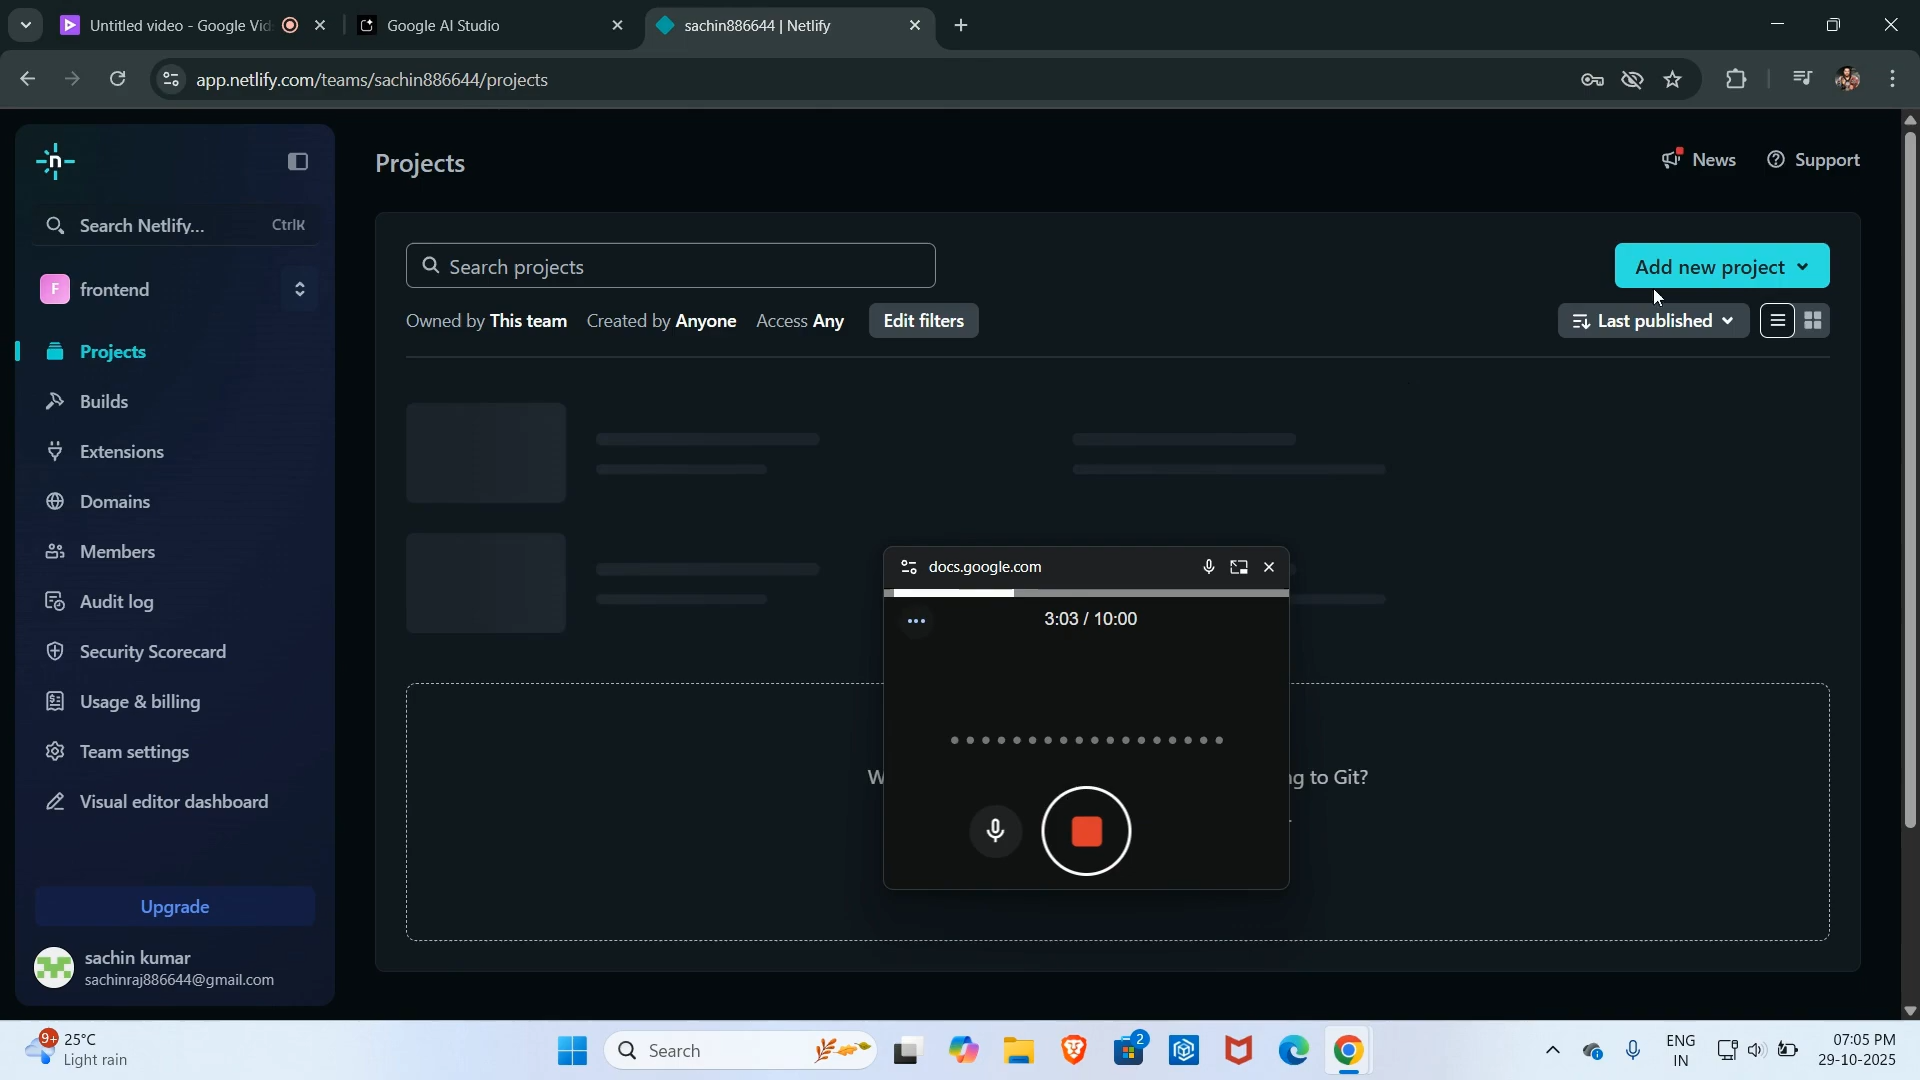 Untitled video - Google Vid
Google AI Studio
sachin886644 | Netlify
app.netlify.com/teams/sachin886644/projects
Projects
News
Support
Search Netlify...
CtrlK
Search projects
Add new project
F
frontend
Owned by This team
Created by Anyone
Access Any
Edit filters
Last published
Projects
Builds
Extensions
Domains
Members
Audit log
Security Scorecard
Usage & billing
Team settings
Visual editor dashboard
docs.google.com
3:03 / 10:00
W
ng to Git?
Upgrade
sachin kumar
sachinraj886644@gmail.com
9+
25°C
Light rain
Search
2
ENG
IN
07:05 PM
29-10-2025